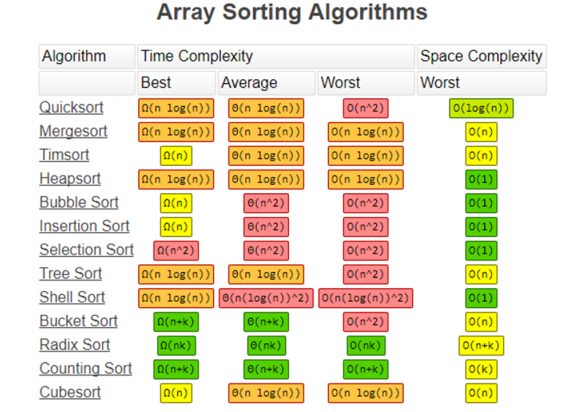 Array Sorting Algorithms
Algorithm Time Complexity Space Complexity
Best Average Worst Worst
Quicksort Ω(n log(n)) Θ(n log(n)) O(n^2) O(log(n))
Mergesort Ω(n log(n)) Θ(n log(n)) O(n log(n)) O(n)
Timsort Ω(n) Θ(n log(n)) O(n log(n)) O(n)
Heapsort Ω(n log(n)) Θ(n log(n)) O(n log(n)) O(1)
Bubble Sort Ω(n) Θ(n^2) O(n^2) O(1)
Insertion Sort Ω(n) Θ(n^2) O(n^2) O(1)
Selection Sort Ω(n^2) Θ(n^2) O(n^2) O(1)
Tree Sort Ω(n log(n)) Θ(n log(n)) O(n^2) O(n)
Shell Sort Ω(n log(n)) Θ(n(log(n))^2) O(n(log(n))^2) O(1)
Bucket Sort Ω(n+k) Θ(n+k) O(n^2) O(n)
Radix Sort Ω(nk) Θ(nk) O(nk) O(n+k)
Counting Sort Ω(n+k) Θ(n+k) O(n+k) O(k)
Cubesort Ω(n) Θ(n log(n)) O(n log(n)) O(n)